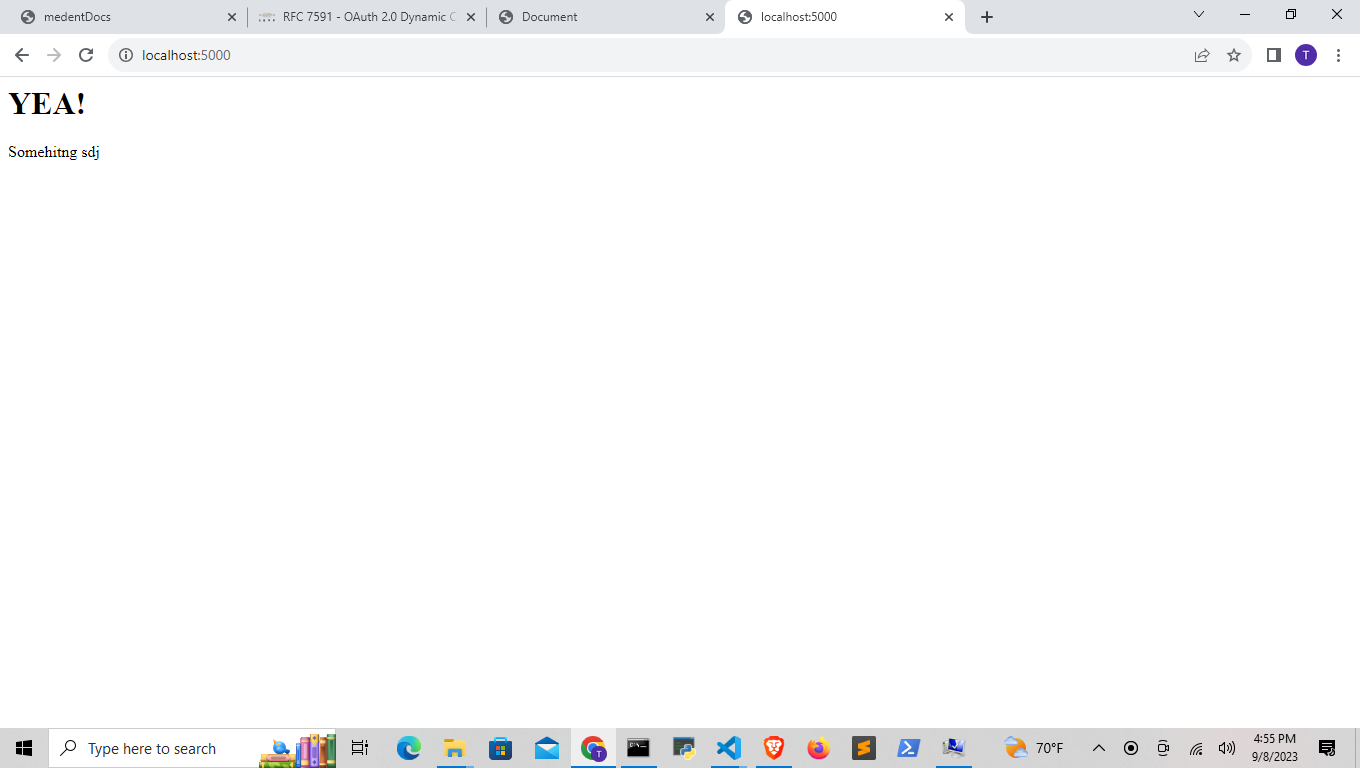 medentDocs
RFC 7591 - OAuth 2.0 Dynamic C
Document
localhost:5000
localhost:5000
T
YEA!
Somehitng sdj
Type here to search
T
70°F
4:55 PM
9/8/2023